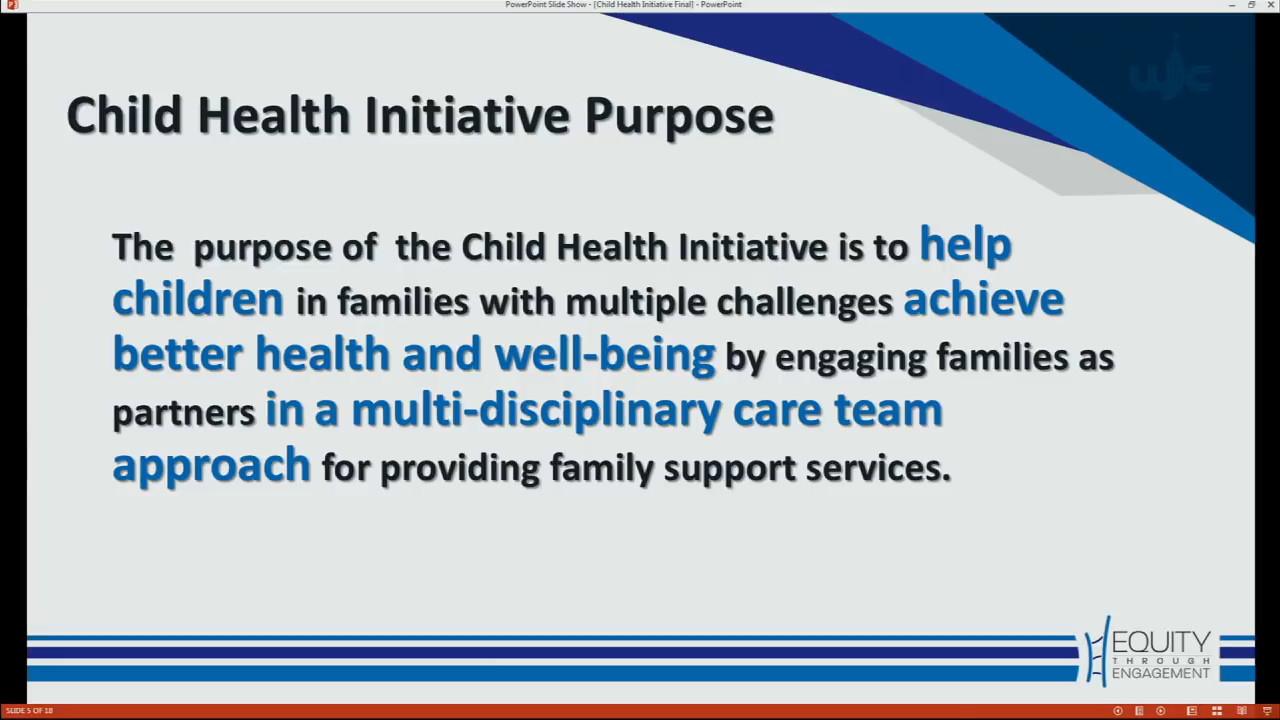 PowerPoint Slide Show - [Child Health Initiative Final] - PowerPoint
Child Health Initiative Purpose
The purpose of the Child Health Initiative is to help
children in families with multiple challenges achieve
better health and well-being by engaging families as
partners in a multi-disciplinary care team
approach for providing family support services.
EQUITY
THROUGH
ENGAGEMENT
SLIDE 5 OF 18